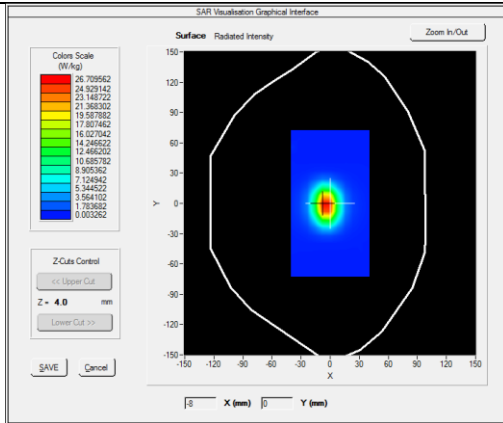 SAR Visualisation Graphical Interface
Surface Radiated Intensity
Zoom In/Out
Colors Scale
(W/kg)
26.709562
24.929142
23.148722
21.368302
19.587882
17.807462
16.027042
14.246622
12.466202
10.685782
8.905362
7.124942
5.344522
3.564102
1.783682
0.003262
Z-Cuts Control
<< Upper Cut
Z = 4.0 mm
Lower Cut >>
SAVE Cancel
150
120
90
60
30
Y 0
-30
-60
-90
-120
-150
-150 -120 -90 -60 -30 0 30 60 90 120 150
X
-8 X (mm) 0 Y (mm)